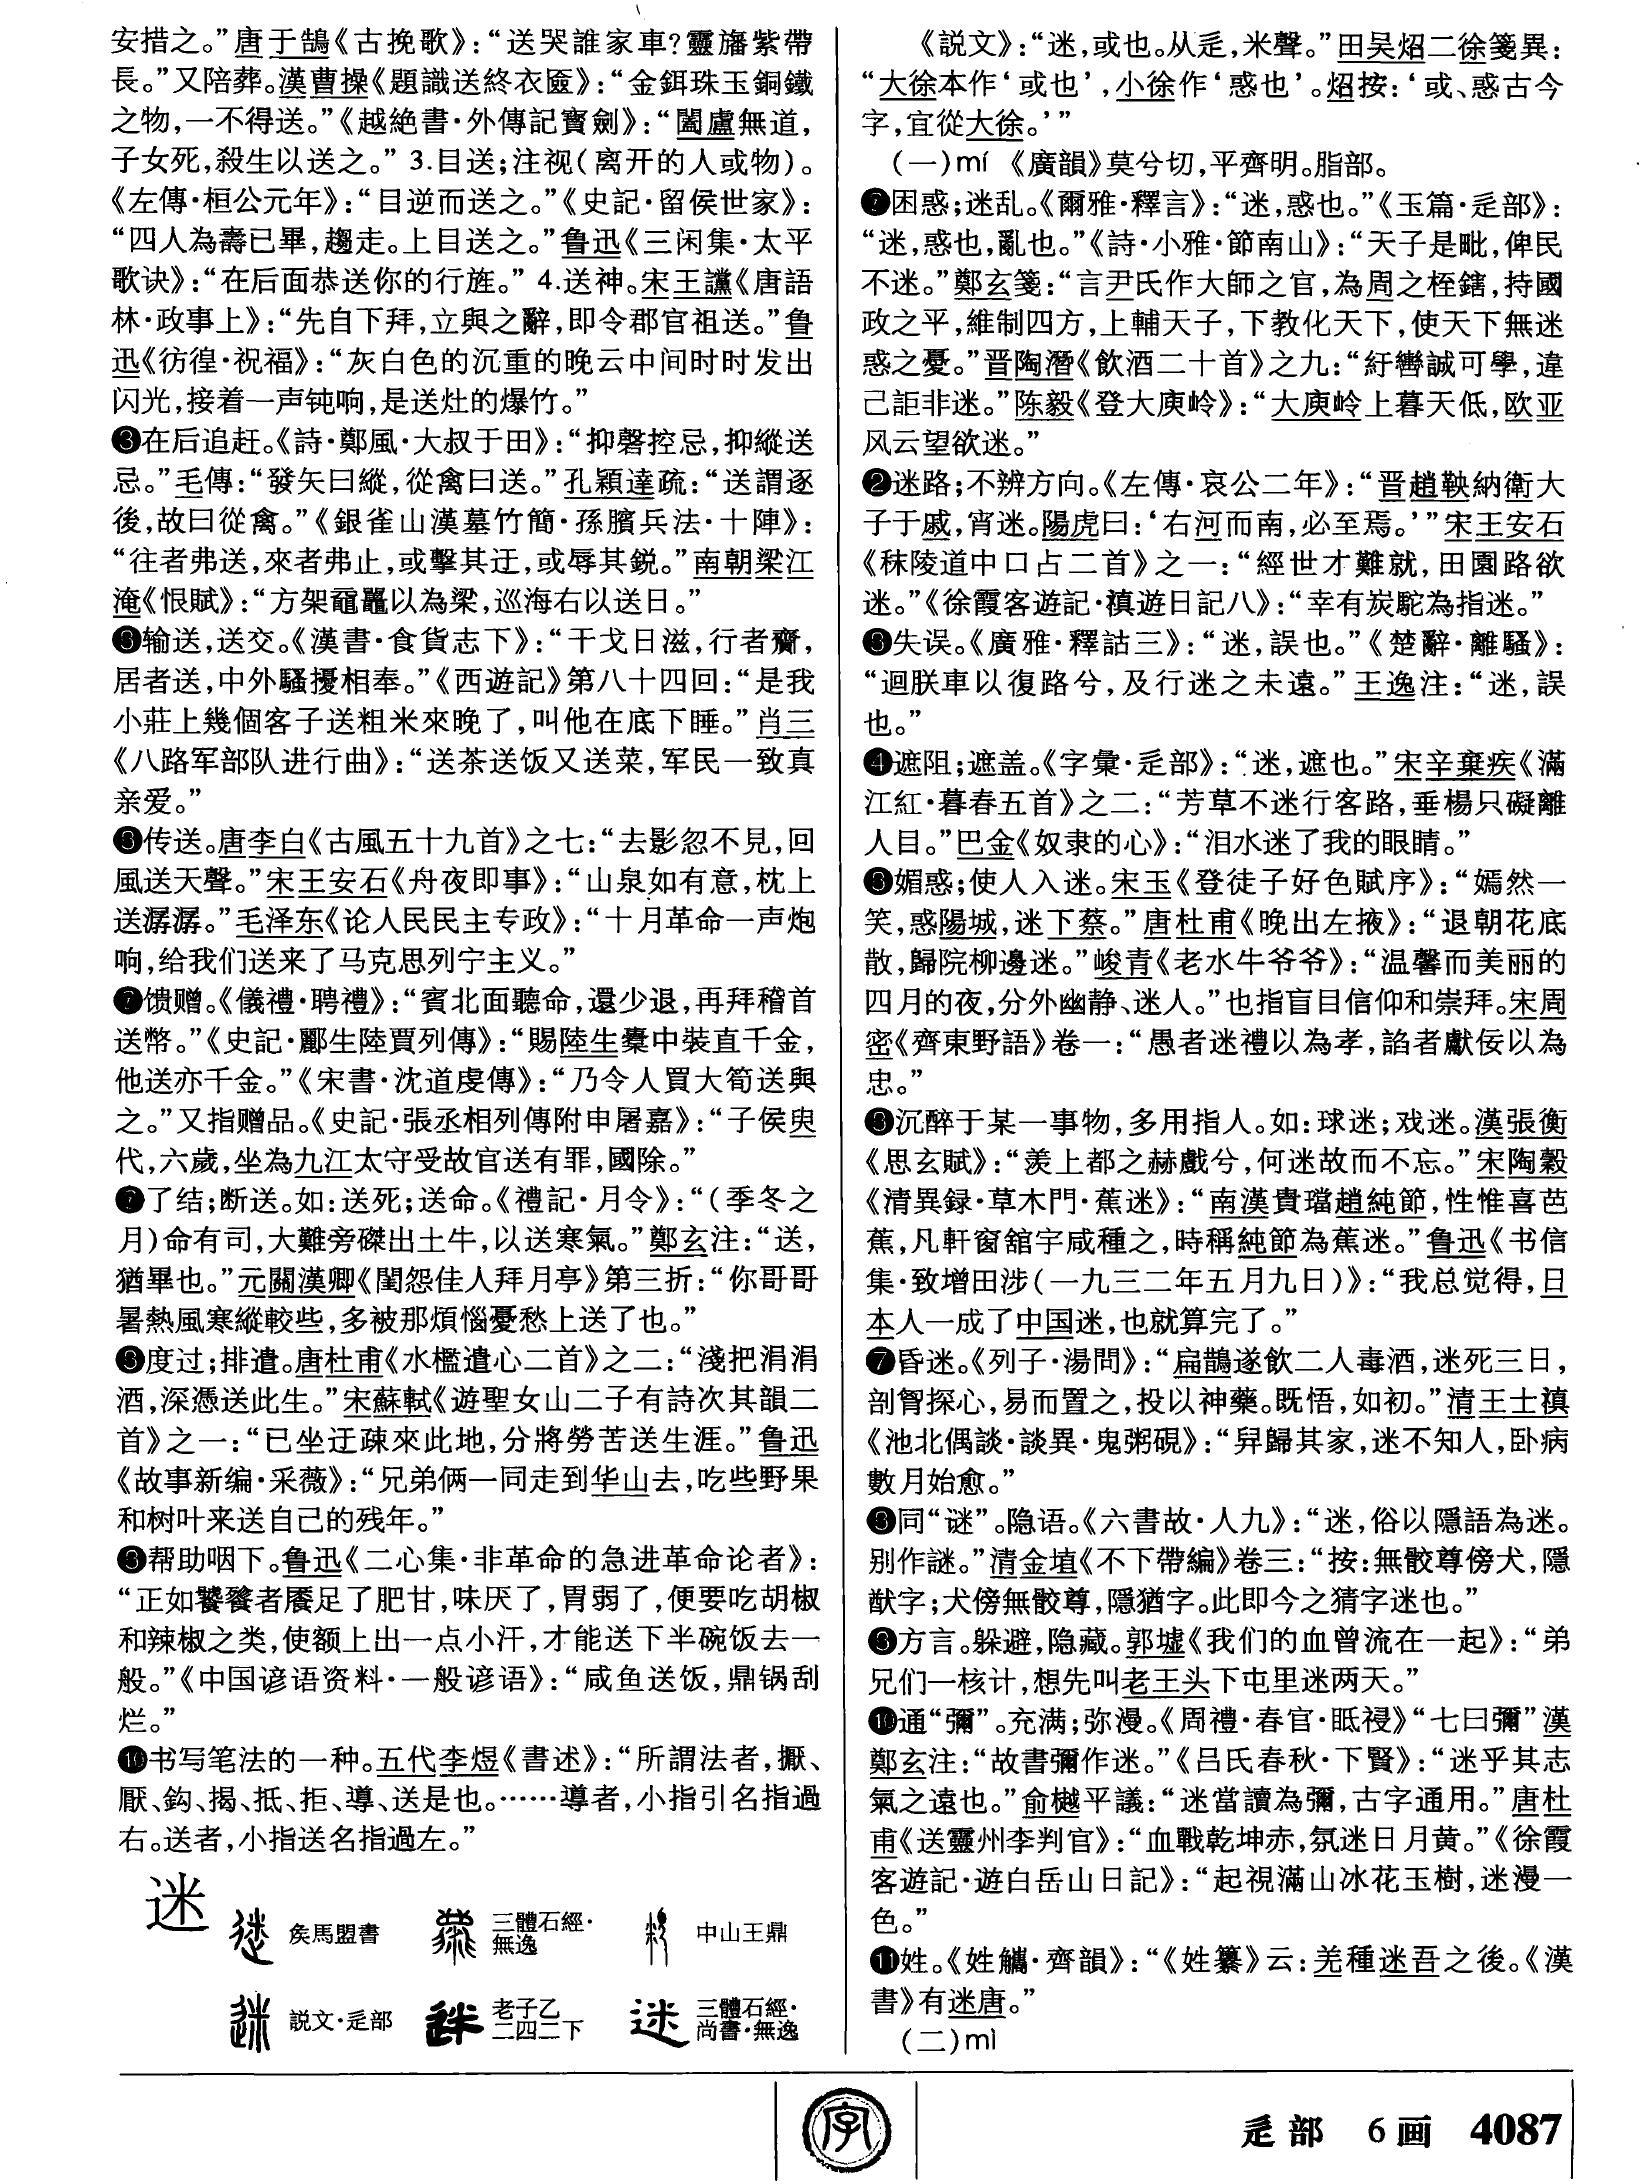 安措之。”唐于鵠《古挽歌》：“送哭誰家車？靈旛紫帶
長。”又陪葬。漢曹操《題識送終衣匳》：“金鉺珠玉銅鐵
之物，一不得送。”《越絶書·外傳記寳劍》：“闔廬無道，
子女死，殺生以送之。” 3.目送；注视（离开的人或物）。
《左傳·桓公元年》：“目逆而送之。”《史記·留侯世家》：
“四人為壽已畢，趨走。上目送之。”鲁迅《三闲集·太平
歌诀》：“在后面恭送你的行旌。” 4.送神。宋王讜《唐語
林·政事上》：“先自下拜，立與之辭，即令郡官祖送。”鲁
迅《彷徨·祝福》：“灰白色的沉重的晚云中间时时发出
闪光，接着一声钝响，是送灶的爆竹。”
❸在后追赶。《詩·鄭風·大叔于田》：“抑磬控忌，抑縱送
忌。”毛傳：“發矢曰縱，從禽曰送。”孔穎達疏：“送謂逐
後，故曰從禽。”《銀雀山漢墓竹簡·孫臏兵法·十陣》：
“往者弗送，來者弗止，或擊其迂，或辱其鋭。”南朝梁江
淹《恨賦》：“方架黿鼉以為梁，巡海右以送日。”
❹输送，送交。《漢書·食貨志下》：“干戈日滋，行者齎，
居者送，中外騷擾相奉。”《西遊記》第八十四回：“是我
小莊上幾個客子送粗米來晚了，叫他在底下睡。”肖三
《八路军部队进行曲》：“送茶送饭又送菜，军民一致真
亲爱。”
❺传送。唐李白《古風五十九首》之七：“去影忽不見，回
風送天聲。”宋王安石《舟夜即事》：“山泉如有意，枕上
送潺潺。”毛泽东《论人民民主专政》：“十月革命一声炮
响，给我们送来了马克思列宁主义。”
❻馈赠。《儀禮·聘禮》：“賓北面聽命，還少退，再拜稽首
送幣。”《史記·酈生陸賈列傳》：“賜陸生橐中裝直千金，
他送亦千金。”《宋書·沈道虔傳》：“乃令人買大筍送與
之。”又指赠品。《史記·張丞相列傳附申屠嘉》：“子侯臾
代，六歲，坐為九江太守受故官送有罪，國除。”
❼了结；断送。如：送死；送命。《禮記·月令》：“（季冬之
月）命有司，大難旁磔出土牛，以送寒氣。”鄭玄注：“送，
猶畢也。”元關漢卿《閨怨佳人拜月亭》第三折：“你哥哥
暑熱風寒縱較些，多被那煩惱憂愁上送了也。”
❽度过；排遣。唐杜甫《水檻遣心二首》之二：“淺把涓涓
酒，深憑送此生。”宋蘇軾《遊聖女山二子有詩次其韻二
首》之一：“已坐迂疎來此地，分將勞苦送生涯。”鲁迅
《故事新编·采薇》：“兄弟俩一同走到华山去，吃些野果
和树叶来送自己的残年。”
❾帮助咽下。鲁迅《二心集·非革命的急进革命论者》：
“正如饕餮者餍足了肥甘，味厌了，胃弱了，便要吃胡椒
和辣椒之类，使额上出一点小汗，才能送下半碗饭去一
般。”《中国谚语资料·一般谚语》：“咸鱼送饭，鼎锅刮
烂。”
❿书写笔法的一种。五代李煜《書述》：“所謂法者，擫、
厭、鈎、揭、抵、拒、導、送是也。……導者，小指引名指過
右。送者，小指送名指過左。”
迷
矦馬盟書 三體石經·無逸 中山王鼎
説文·辵部 老子乙二四二下 三體石經·尚書·無逸
《説文》：“迷，或也。从辵，米聲。”田吴炤二徐箋異：
“大徐本作‘或也’，小徐作‘惑也’。炤按：‘或、惑古今
字，宜從大徐。’”
（一）mí 《廣韻》莫兮切，平齊明。脂部。
❶困惑；迷乱。《爾雅·釋言》：“迷，惑也。”《玉篇·辵部》：
“迷，惑也，亂也。”《詩·小雅·節南山》：“天子是毗，俾民
不迷。”鄭玄箋：“言尹氏作大師之官，為周之桎鎋，持國
政之平，維制四方，上輔天子，下教化天下，使天下無迷
惑之憂。”晋陶潛《飲酒二十首》之九：“紆轡誠可學，違
己詎非迷。”陈毅《登大庾岭》：“大庾岭上暮天低，欧亚
风云望欲迷。”
❷迷路；不辨方向。《左傳·哀公二年》：“晋趙鞅納衛大
子于戚，宵迷。陽虎曰：‘右河而南，必至焉。’”宋王安石
《秣陵道中口占二首》之一：“經世才難就，田園路欲
迷。”《徐霞客遊記·滇遊日記八》：“幸有炭駝為指迷。”
❸失误。《廣雅·釋詁三》：“迷，誤也。”《楚辭·離騷》：
“迴朕車以復路兮，及行迷之未遠。”王逸注：“迷，誤
也。”
❹遮阻；遮盖。《字彙·辵部》：“迷，遮也。”宋辛棄疾《滿
江紅·暮春五首》之二：“芳草不迷行客路，垂楊只礙離
人目。”巴金《奴隶的心》：“泪水迷了我的眼睛。”
❺媚惑；使人入迷。宋玉《登徒子好色賦序》：“嫣然一
笑，惑陽城，迷下蔡。”唐杜甫《晚出左掖》：“退朝花底
散，歸院柳邊迷。”峻青《老水牛爷爷》：“温馨而美丽的
四月的夜，分外幽静、迷人。”也指盲目信仰和崇拜。宋周
密《齊東野語》卷一：“愚者迷禮以為孝，諂者獻佞以為
忠。”
❻沉醉于某一事物，多用指人。如：球迷；戏迷。漢張衡
《思玄賦》：“羨上都之赫戲兮，何迷故而不忘。”宋陶穀
《清異録·草木門·蕉迷》：“南漢貴璫趙純節，性惟喜芭
蕉，凡軒窗舘宇咸種之，時稱純節為蕉迷。”鲁迅《书信
集·致增田涉（一九三二年五月九日）》：“我总觉得，日
本人一成了中国迷，也就算完了。”
❼昏迷。《列子·湯問》：“扁鵲遂飲二人毒酒，迷死三日，
剖胷探心，易而置之，投以神藥。既悟，如初。”清王士禛
《池北偶談·談異·鬼粥硯》：“舁歸其家，迷不知人，卧病
數月始愈。”
❽同“谜”。隐语。《六書故·人九》：“迷，俗以隱語為迷。
别作謎。”清金埴《不下帶編》卷三：“按：無骰尊傍犬，隱
猷字；犬傍無骰尊，隱猶字。此即今之猜字迷也。”
❾方言。躲避，隐藏。郭墟《我们的血曾流在一起》：“弟
兄们一核计，想先叫老王头下屯里迷两天。”
❿通“彌”。充满；弥漫。《周禮·春官·眡祲》“七曰彌”漢
鄭玄注：“故書彌作迷。”《吕氏春秋·下賢》：“迷乎其志
氣之遠也。”俞樾平議：“迷當讀為彌，古字通用。”唐杜
甫《送靈州李判官》：“血戰乾坤赤，氛迷日月黄。”《徐霞
客遊記·遊白岳山日記》：“起視滿山冰花玉樹，迷漫一
色。”
⓫姓。《姓觿·齊韻》：“《姓纂》云：羌種迷吾之後。《漢
書》有迷唐。”
（二）mì
字
辵部 6画 4087